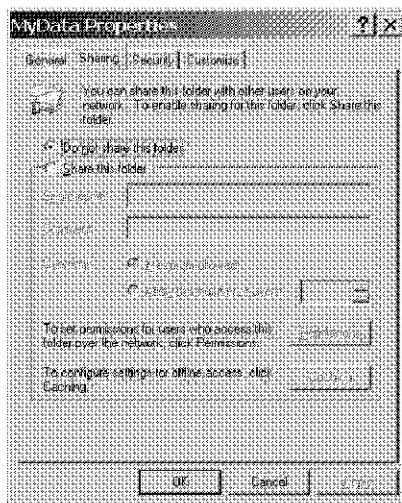 MyData Properties
General Sharing Security Customize
You can share this folder with other users on your
network. To enable sharing for this folder, click Share this
folder.
Do not share this folder
Share this folder
To set permissions for users who access this
folder over the network, click Permissions.
To configure settings for offline access, click
Caching.
OK Cancel